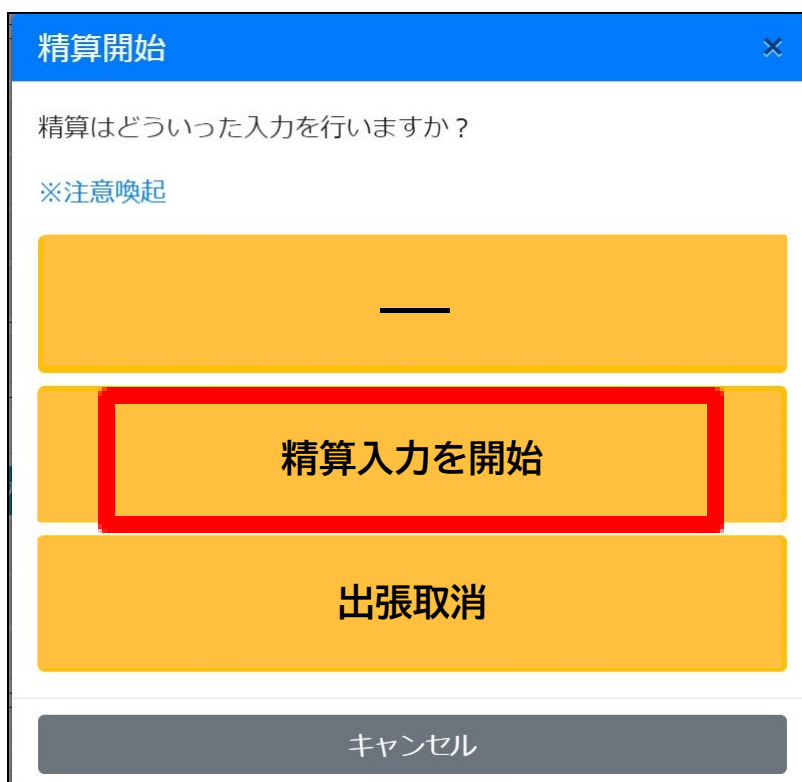 精算開始
×
精算はどういった入力を行いますか？
※注意喚起
―
精算入力を開始
出張取消
キャンセル